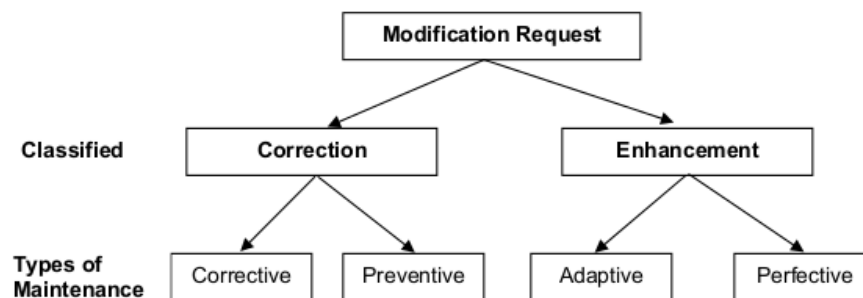 Modification Request
Classified
Correction
Enhancement
Types of
Maintenance
Corrective
Preventive
Adaptive
Perfective